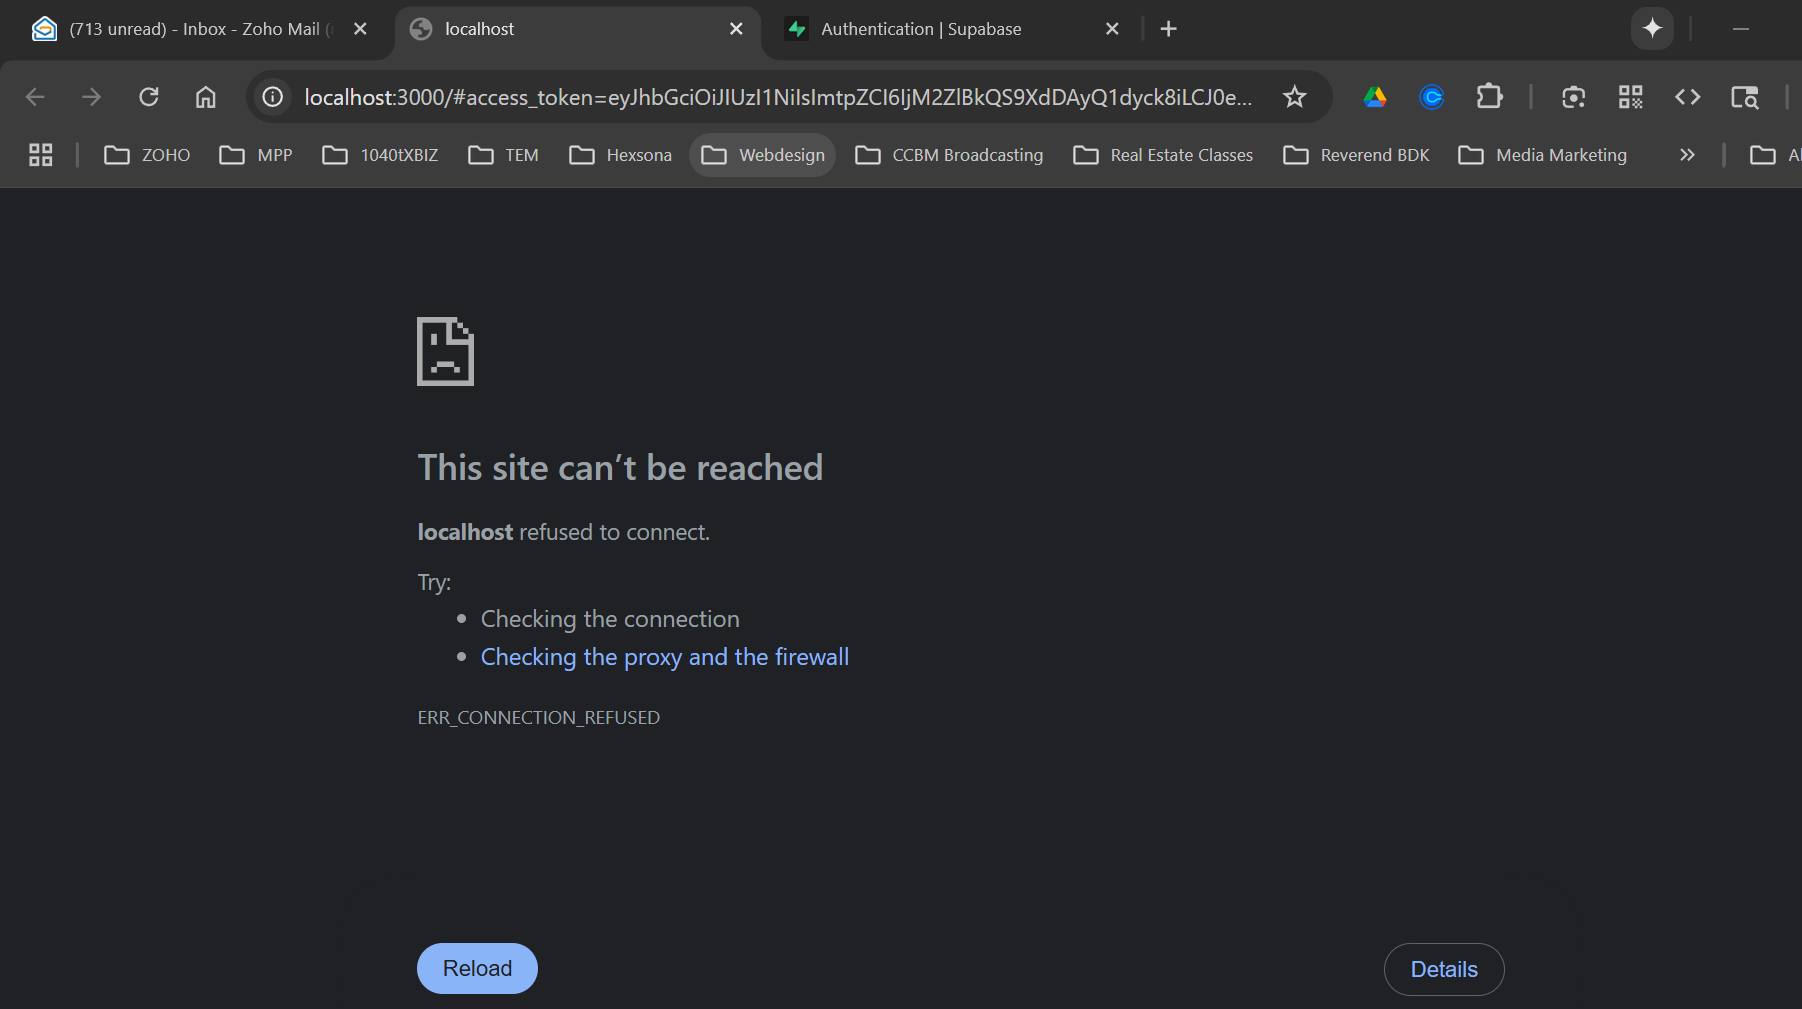 (713 unread) - Inbox - Zoho Mail
localhost
Authentication | Supabase
localhost:3000/#access_token=eyJhbGciOiJIUzI1NiIsImtpZCI6IjM2ZlBkQS9XdDAyQ1dyck8iLCJ0e...
ZOHO
MPP
1040tXBIZ
TEM
Hexsona
Webdesign
CCBM Broadcasting
Real Estate Classes
Reverend BDK
Media Marketing
This site can’t be reached
localhost refused to connect.
Try:
Checking the connection
Checking the proxy and the firewall
ERR_CONNECTION_REFUSED
Reload
Details